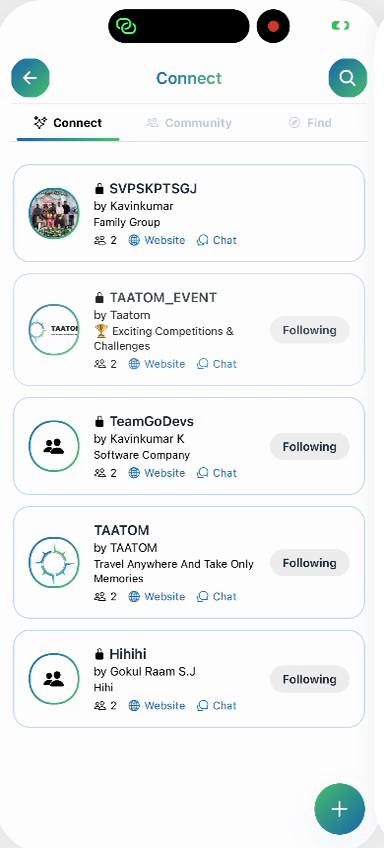 Connect
Connect
Community
Find
SVPSKPTSGJ
by Kavinkumar
Family Group
2 Website Chat
TAATOM_EVENT
by Taatom
🏆 Exciting Competitions &
Challenges
2 Website Chat
Following
TAATOM
TeamGoDevs
by Kavinkumar K
Software Company
2 Website Chat
Following
TAATOM
by TAATOM
Travel Anywhere And Take Only
Memories
2 Website Chat
Following
Hihihi
by Gokul Raam S.J
Hihi
2 Website Chat
Following